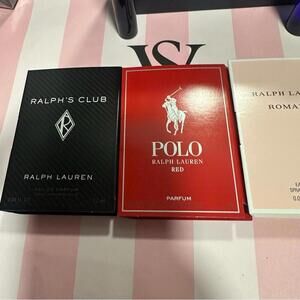 RALPH'S CLUB
RALPH LAUREN
EAU DE PARFUM
POLO
RALPH LAUREN
RED
PARFUM
RALPH LA
ROMA